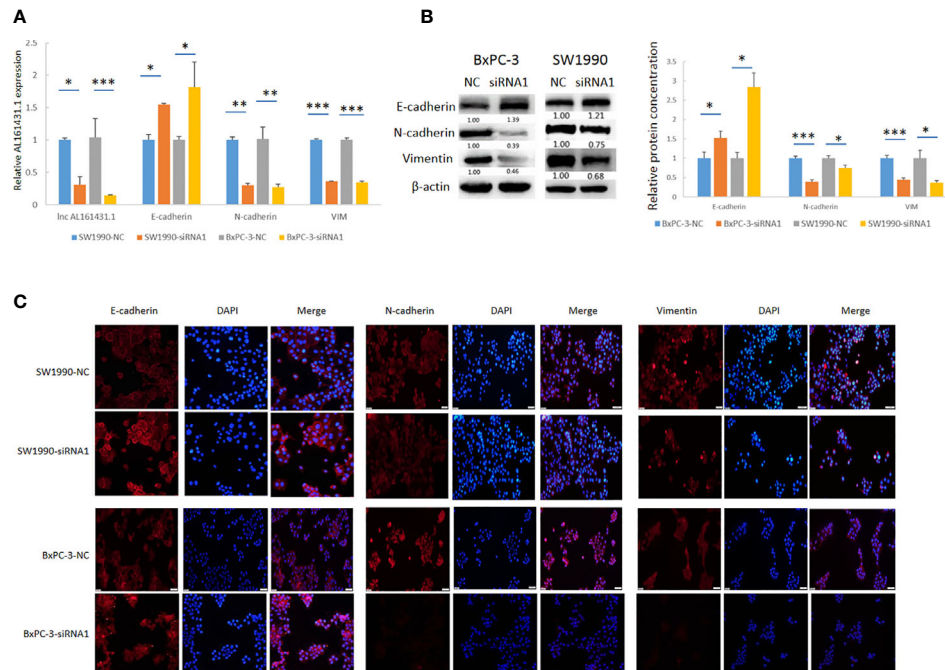 A
Relative AL161431.1 expression
2.5
2
1.5
1
0.5
0
* *** * * ** ** *** ***
lnc AL161431.1 E-cadherin N-cadherin VIM
SW1990-NC SW1990-siRNA1 BxPC-3-NC BxPC-3-siRNA1
B
BxPC-3 SW1990
NC siRNA1 NC siRNA1
E-cadherin
1.00 1.39 1.00 1.21
N-cadherin
1.00 0.39 1.00 0.75
Vimentin
1.00 0.46 1.00 0.68
β-actin
Relative protein concentration
3.5
3
2.5
2
1.5
1
0.5
0
* * *** * *** *
E-cadherin N-cadherin VIM
BxPC-3-NC BxPC-3-siRNA1 SW1990-NC SW1990-siRNA1
C
E-cadherin DAPI Merge N-cadherin DAPI Merge Vimentin DAPI Merge
SW1990-NC
SW1990-siRNA1
BxPC-3-NC
BxPC-3-siRNA1